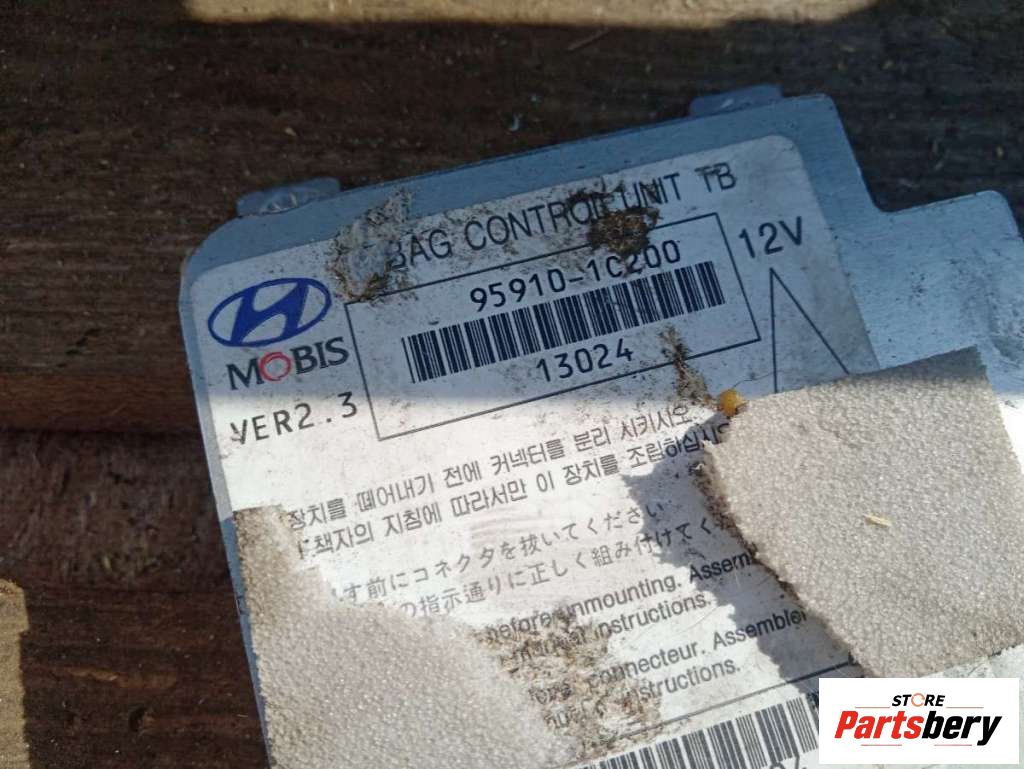 BAG CONTROL UNIT TB
95910-1C200
12V
13024
MOBIS
VER2.3
장치를 떼어내기 전에 커넥터를 분리 시키시오.
책자의 지침에 따라서만 이 장치를 조립하십시오
す前にコネクタを抜いてください
の指示通りに正しく組み付けてく
before unmounting. Assem
manual instructions.
connecteur. Assembler
instructions.
STORE
Partsbery